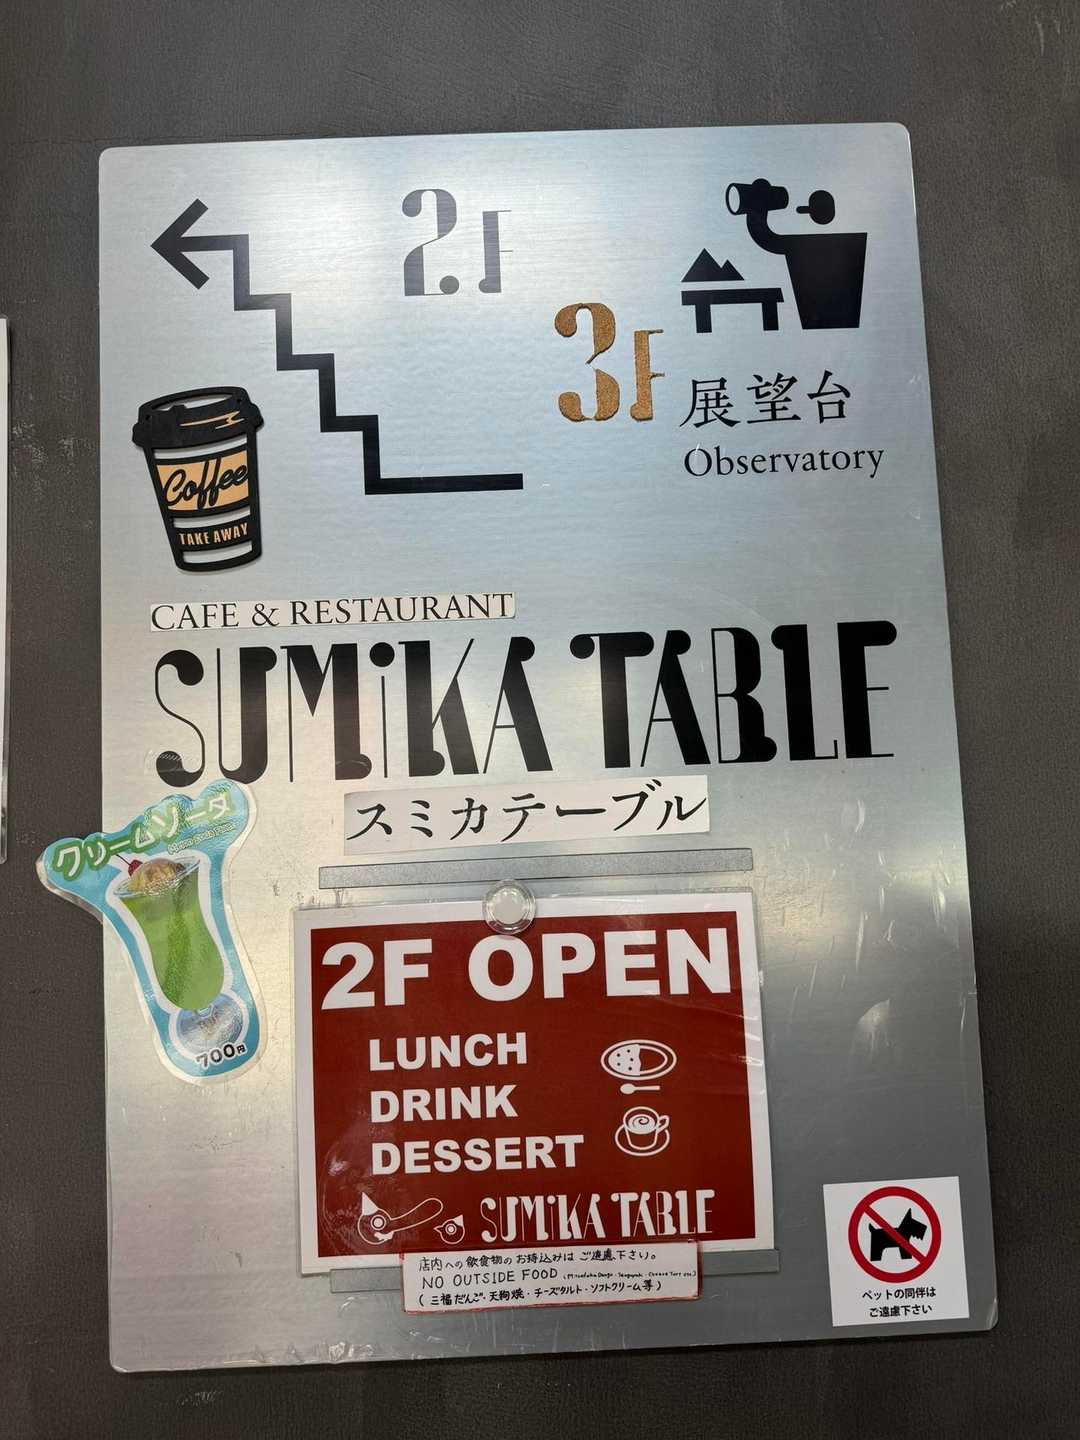 2F
3F
展望台
Observatory
Coffee
TAKE AWAY
CAFE & RESTAURANT
SUMiKA TABLE
スミカテーブル
クリームソーダ
700円
2F OPEN
LUNCH
DRINK
DESSERT
SUMiKA TABLE
店内への飲食物のお持込みはご遠慮下さい。
NO OUTSIDE FOOD
(三福だんご・天狗焼・チーズタルト・ソフトクリーム等)
ペットの同伴は
ご遠慮下さい